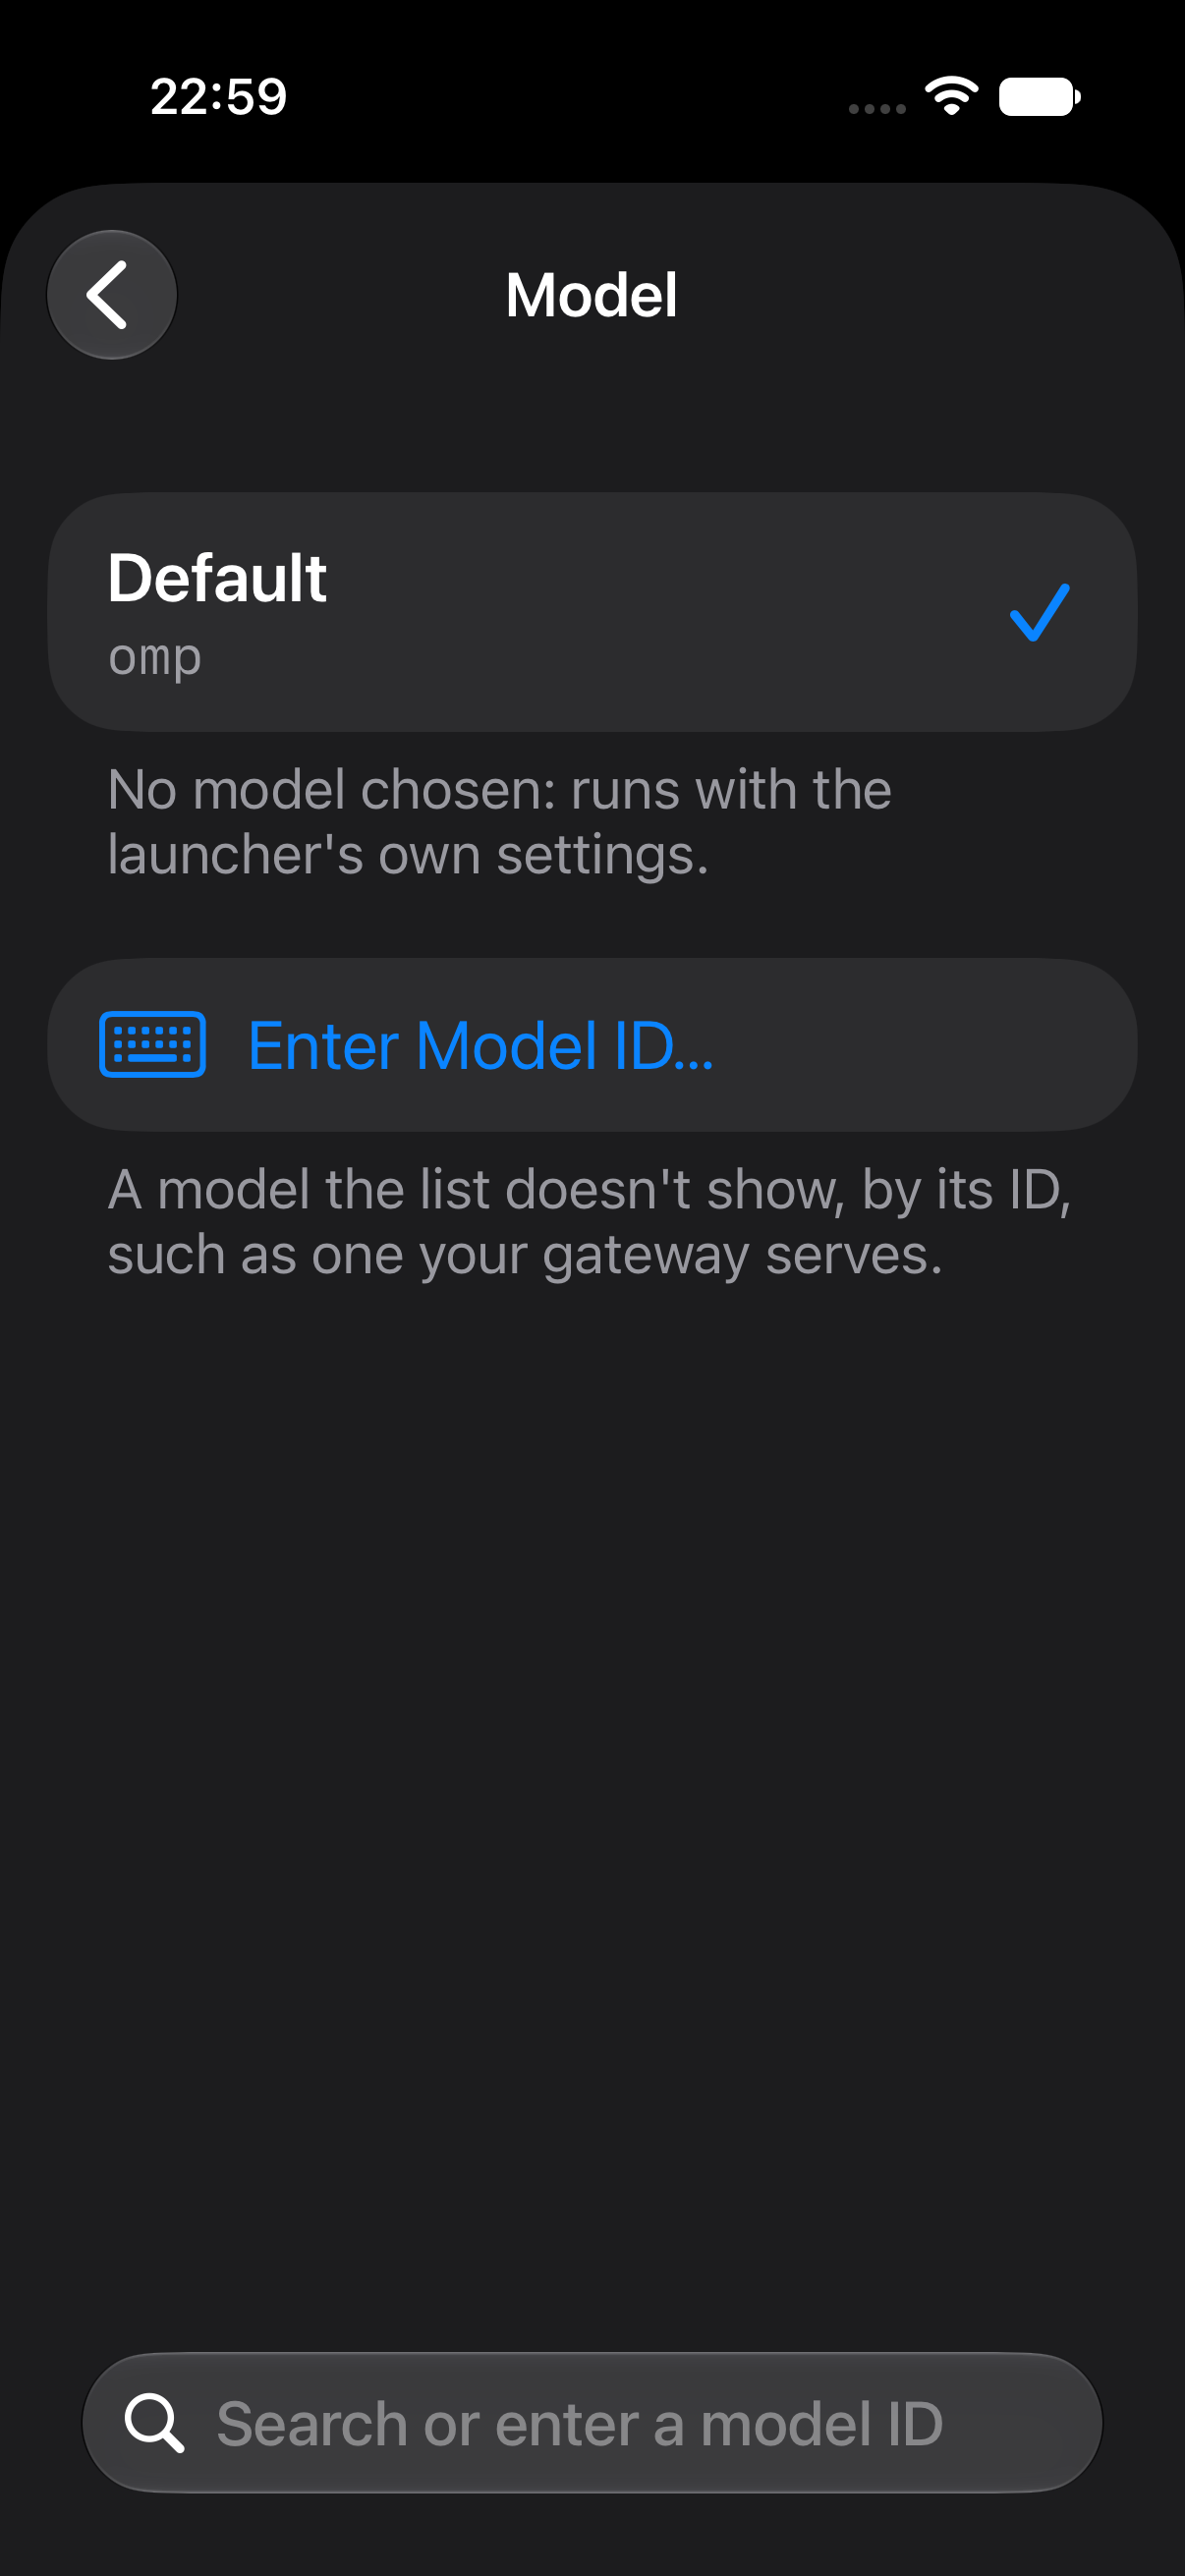 22:59
Model
Default
omp
No model chosen: runs with the
launcher's own settings.
Enter Model ID...
A model the list doesn't show, by its ID,
such as one your gateway serves.
Search or enter a model ID